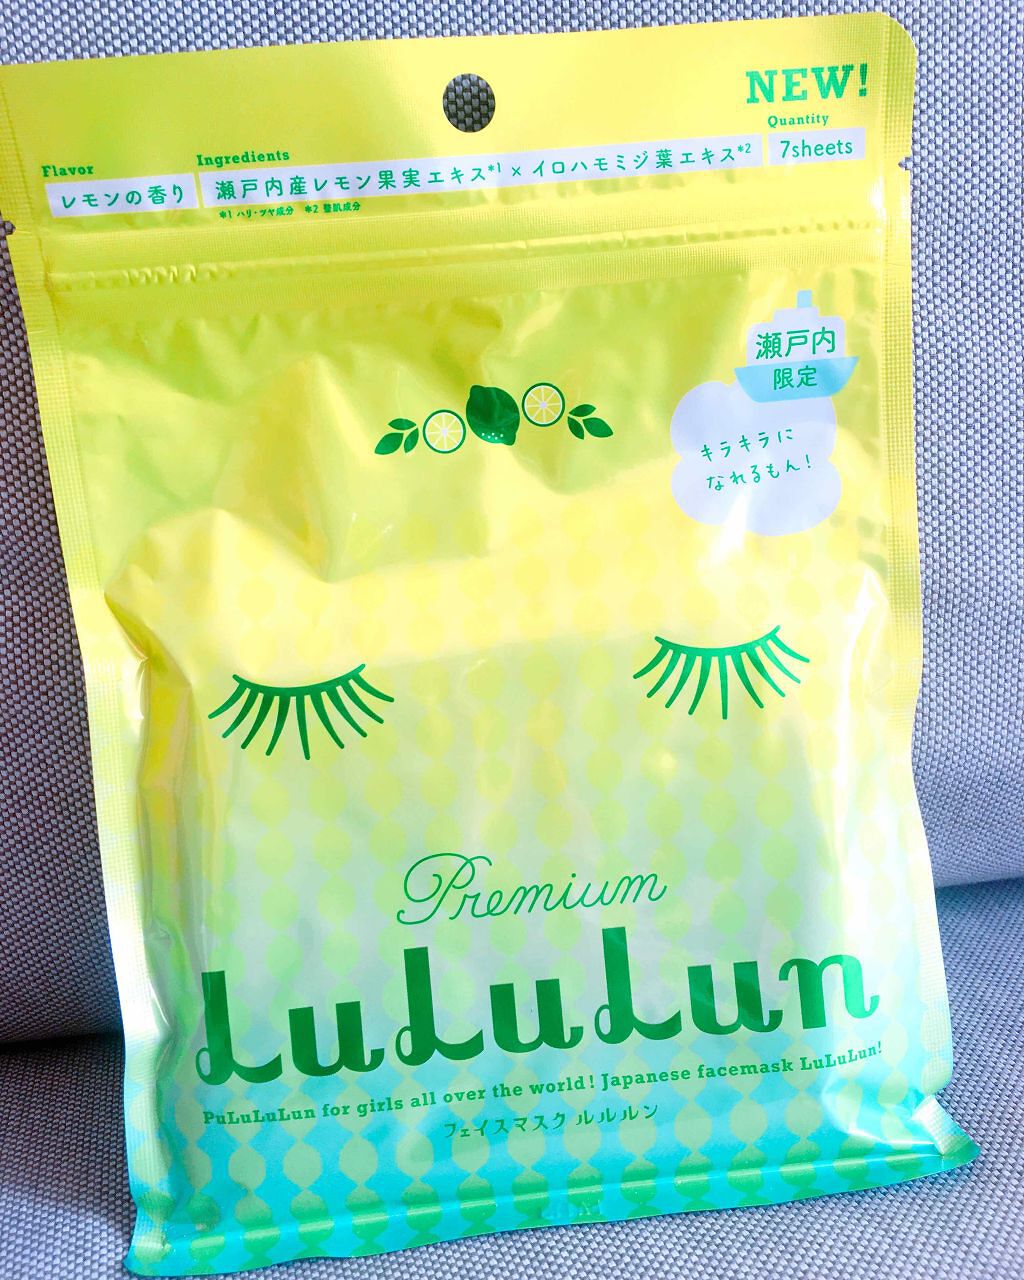 NEW!
Flavor
レモンの香り
Ingredients
瀬戸内産レモン果実エキス*1 × イロハモミジ葉エキス*2
*1 ハリ・ツヤ成分 *2 整肌成分
Quantity
7sheets
瀬戸内
限定
キラキラに
なれるもん!
Premium
LuLuLun
PuLuLuLun for girls all over the world! Japanese facemask LuLuLun!
フェイスマスク ルルルン